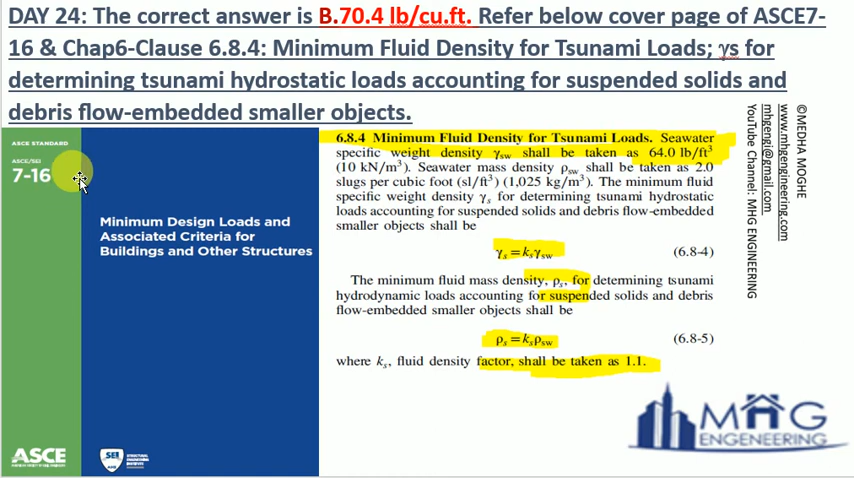 DAY 24: The correct answer is B.70.4 lb/cu.ft. Refer below cover page of ASCE7-
16 & Chap6-Clause 6.8.4: Minimum Fluid Density for Tsunami Loads; γs for
determining tsunami hydrostatic loads accounting for suspended solids and
debris flow-embedded smaller objects.
ASCE STANDARD
ASCE/SEI
7-16
Minimum Design Loads and
Associated Criteria for
Buildings and Other Structures
ASCE
SEI
STRUCTURAL
ENGINEERING
INSTITUTE
6.8.4 Minimum Fluid Density for Tsunami Loads. Seawater
specific weight density γsw shall be taken as 64.0 lb/ft³
(10 kN/m³). Seawater mass density ρsw shall be taken as 2.0
slugs per cubic foot (sl/ft³) (1,025 kg/m³). The minimum fluid
specific weight density γs for determining tsunami hydrostatic
loads accounting for suspended solids and debris flow-embedded
smaller objects shall be
γs = ksγsw (6.8-4)
The minimum fluid mass density, ρs, for determining tsunami
hydrodynamic loads accounting for suspended solids and debris
flow-embedded smaller objects shall be
ρs = ksρsw (6.8-5)
where ks, fluid density factor, shall be taken as 1.1.
©MEDHA MOGHE
www.mhgengineering.com
mhgengll@gmail.com
YouTube Channel: MHG ENGINEERING
MHG
ENGENEERING